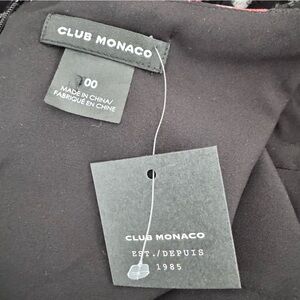 CLUB MONACO
00
MADE IN CHINA/
FABRIQUÉ EN CHINE
CLUB MONACO
EST./DEPUIS
1985